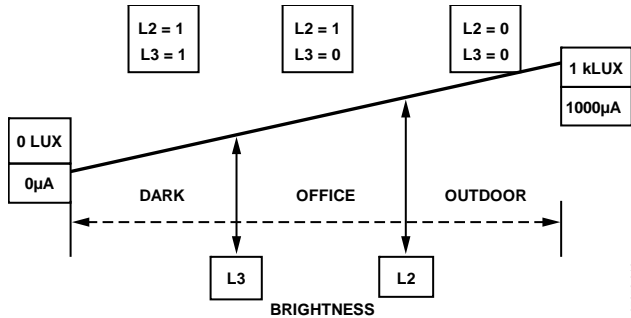 L2 = 1
L3 = 1
L2 = 1
L3 = 0
L2 = 0
L3 = 0
1 kLUX
1000µA
0 LUX
0µA
DARK
OFFICE
OUTDOOR
L3
L2
BRIGHTNESS